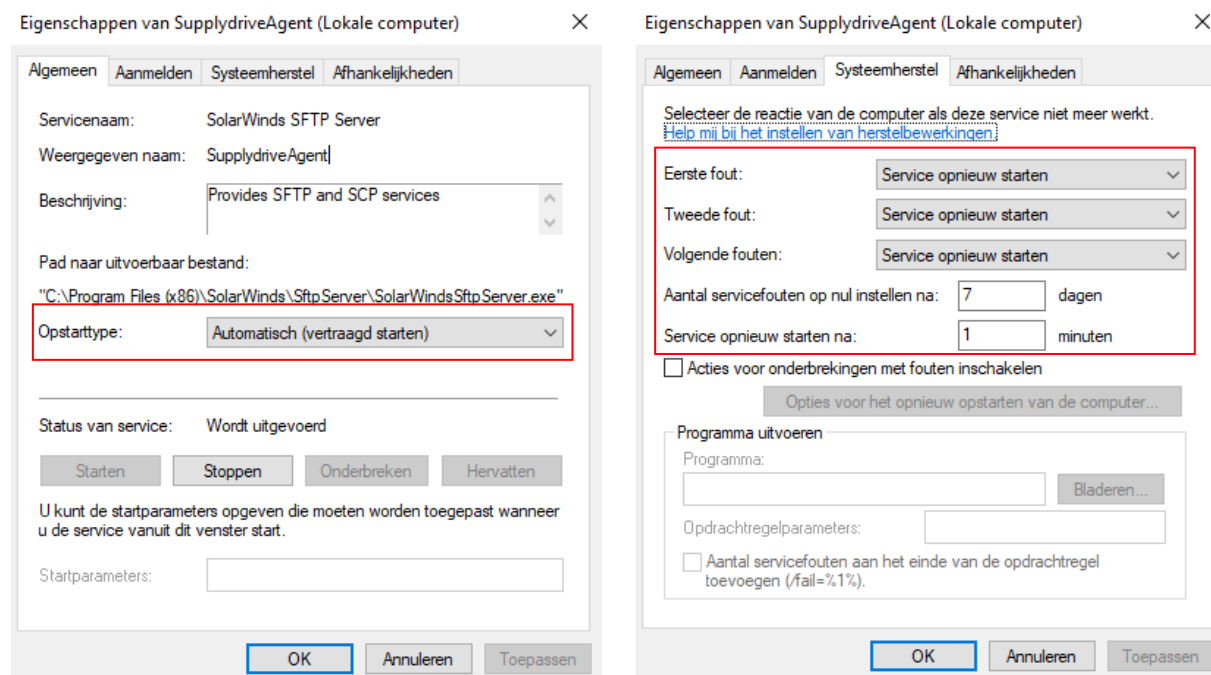 Eigenschappen van SupplydriveAgent (Lokale computer)
Algemeen Aanmelden Systeemherstel Afhankelijkheden
Servicenaam: SolarWinds SFTP Server
Weergegeven naam: SupplydriveAgent
Beschrijving: Provides SFTP and SCP services
Pad naar uitvoerbaar bestand:
"C:\Program Files (x86)\SolarWinds\SftpServer\SolarWindsSftpServer.exe"
Opstarttype: Automatisch (vertraagd starten)
Status van service: Wordt uitgevoerd
Starten Stoppen Onderbreken Hervatten
U kunt de startparameters opgeven die moeten worden toegepast wanneer
u de service vanuit dit venster start.
Startparameters:
OK Annuleren Toepassen
Eigenschappen van SupplydriveAgent (Lokale computer)
Algemeen Aanmelden Systeemherstel Afhankelijkheden
Selecteer de reactie van de computer als deze service niet meer werkt.
Help mij bij het instellen van herstelbewerkingen.
Eerste fout: Service opnieuw starten
Tweede fout: Service opnieuw starten
Volgende fouten: Service opnieuw starten
Aantal servicefouten op nul instellen na: 7 dagen
Service opnieuw starten na: 1 minuten
Acties voor onderbrekingen met fouten inschakelen
Opties voor het opnieuw opstarten van de computer...
Programma uitvoeren
Programma:
Bladeren...
Opdrachtregelparameters:
Aantal servicefouten aan het einde van de opdrachtregel
toevoegen (/fail=%1%).
OK Annuleren Toepassen